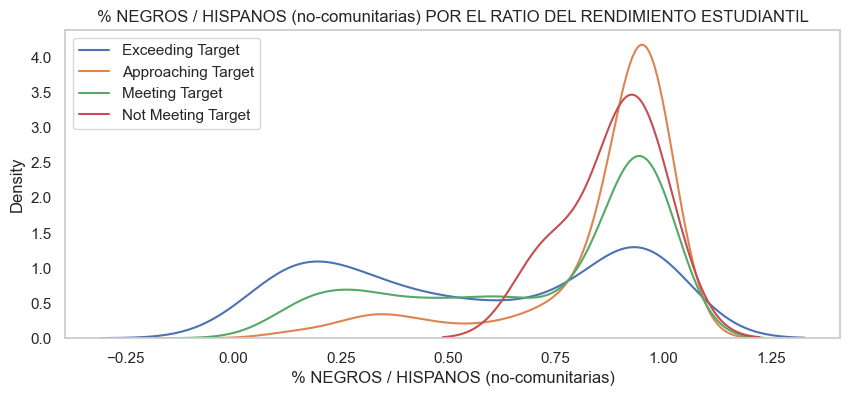 % NEGROS / HISPANOS (no-comunitarias) POR EL RATIO DEL RENDIMIENTO ESTUDIANTIL
Exceeding Target
Approaching Target
Meeting Target
Not Meeting Target
4.0
3.5
3.0
2.5
2.0
1.5
1.0
0.5
0.0
Density
−0.25 0.00 0.25 0.50 0.75 1.00 1.25
% NEGROS / HISPANOS (no-comunitarias)